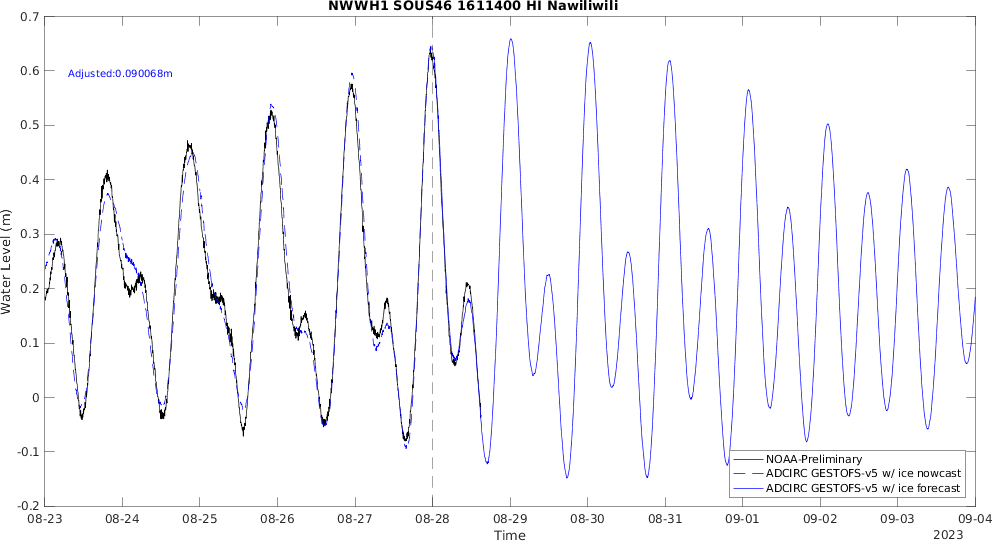 NWWH1 SOUS46 1611400 HI Nawiliwili
0.7
0.6
0.5
0.4
0.3
0.2
0.1
0
-0.1
-0.2
Water Level (m)
Adjusted:0.090068m
NOAA-Preliminary
ADCIRC GESTOFS-v5 w/ ice nowcast
ADCIRC GESTOFS-v5 w/ ice forecast
08-23 08-24 08-25 08-26 08-27 08-28 08-29 08-30 08-31 09-01 09-02 09-03 09-04
Time
2023